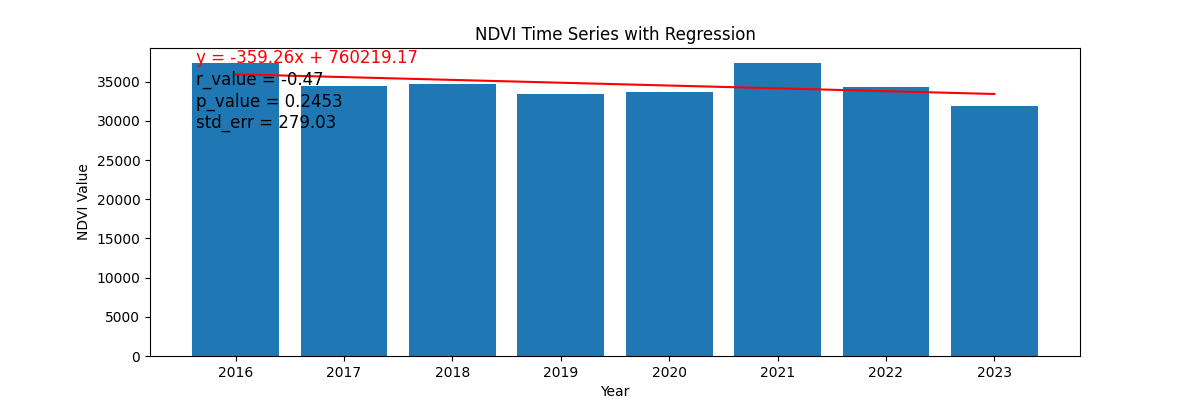 NDVI Time Series with Regression
y = -359.26x + 760219.17
r_value = -0.47
p_value = 0.2453
std_err = 279.03
35000
30000
25000
20000
15000
10000
5000
0
NDVI Value
2016 2017 2018 2019 2020 2021 2022 2023
Year